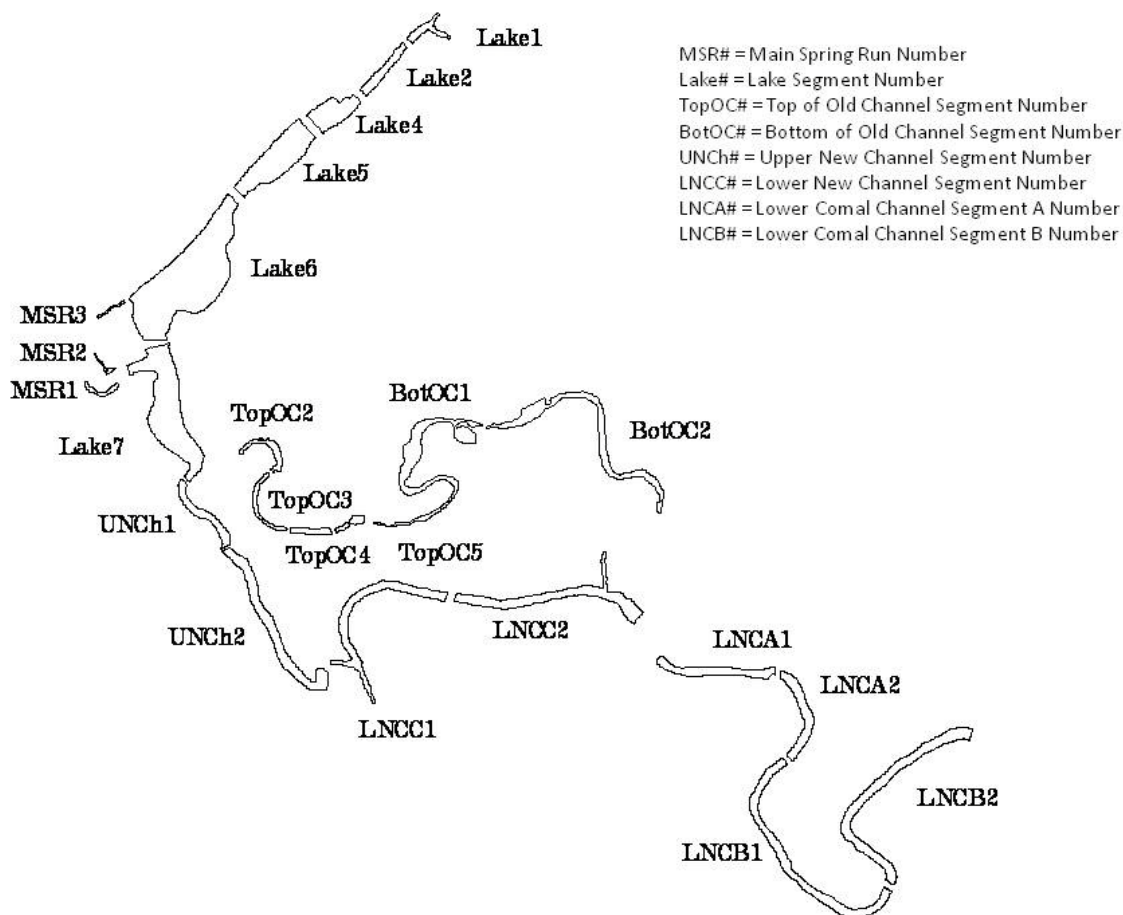 Lake1
Lake2
Lake4
Lake5
Lake6
MSR3
MSR2
MSR1
Lake7
UNCh1
UNCh2
TopOC2
TopOC3
TopOC4
TopOC5
BotOC1
BotOC2
LNCC1
LNCC2
LNCA1
LNCA2
LNCB1
LNCB2
MSR# = Main Spring Run Number
Lake# = Lake Segment Number
TopOC# = Top of Old Channel Segment Number
BotOC# = Bottom of Old Channel Segment Number
UNCh# = Upper New Channel Segment Number
LNCC# = Lower New Channel Segment Number
LNCA# = Lower Comal Channel Segment A Number
LNCB# = Lower Comal Channel Segment B Number